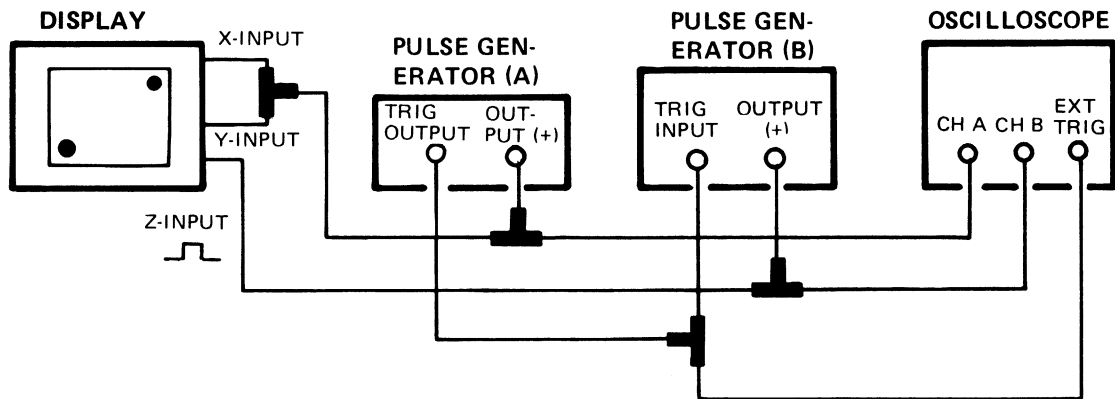 DISPLAY
X-INPUT
Y-INPUT
Z-INPUT
PULSE GEN-
ERATOR (A)
TRIG
OUTPUT
OUT-
PUT (+)
PULSE GEN-
ERATOR (B)
TRIG
INPUT
OUTPUT
(+)
OSCILLOSCOPE
CH A
CH B
EXT
TRIG